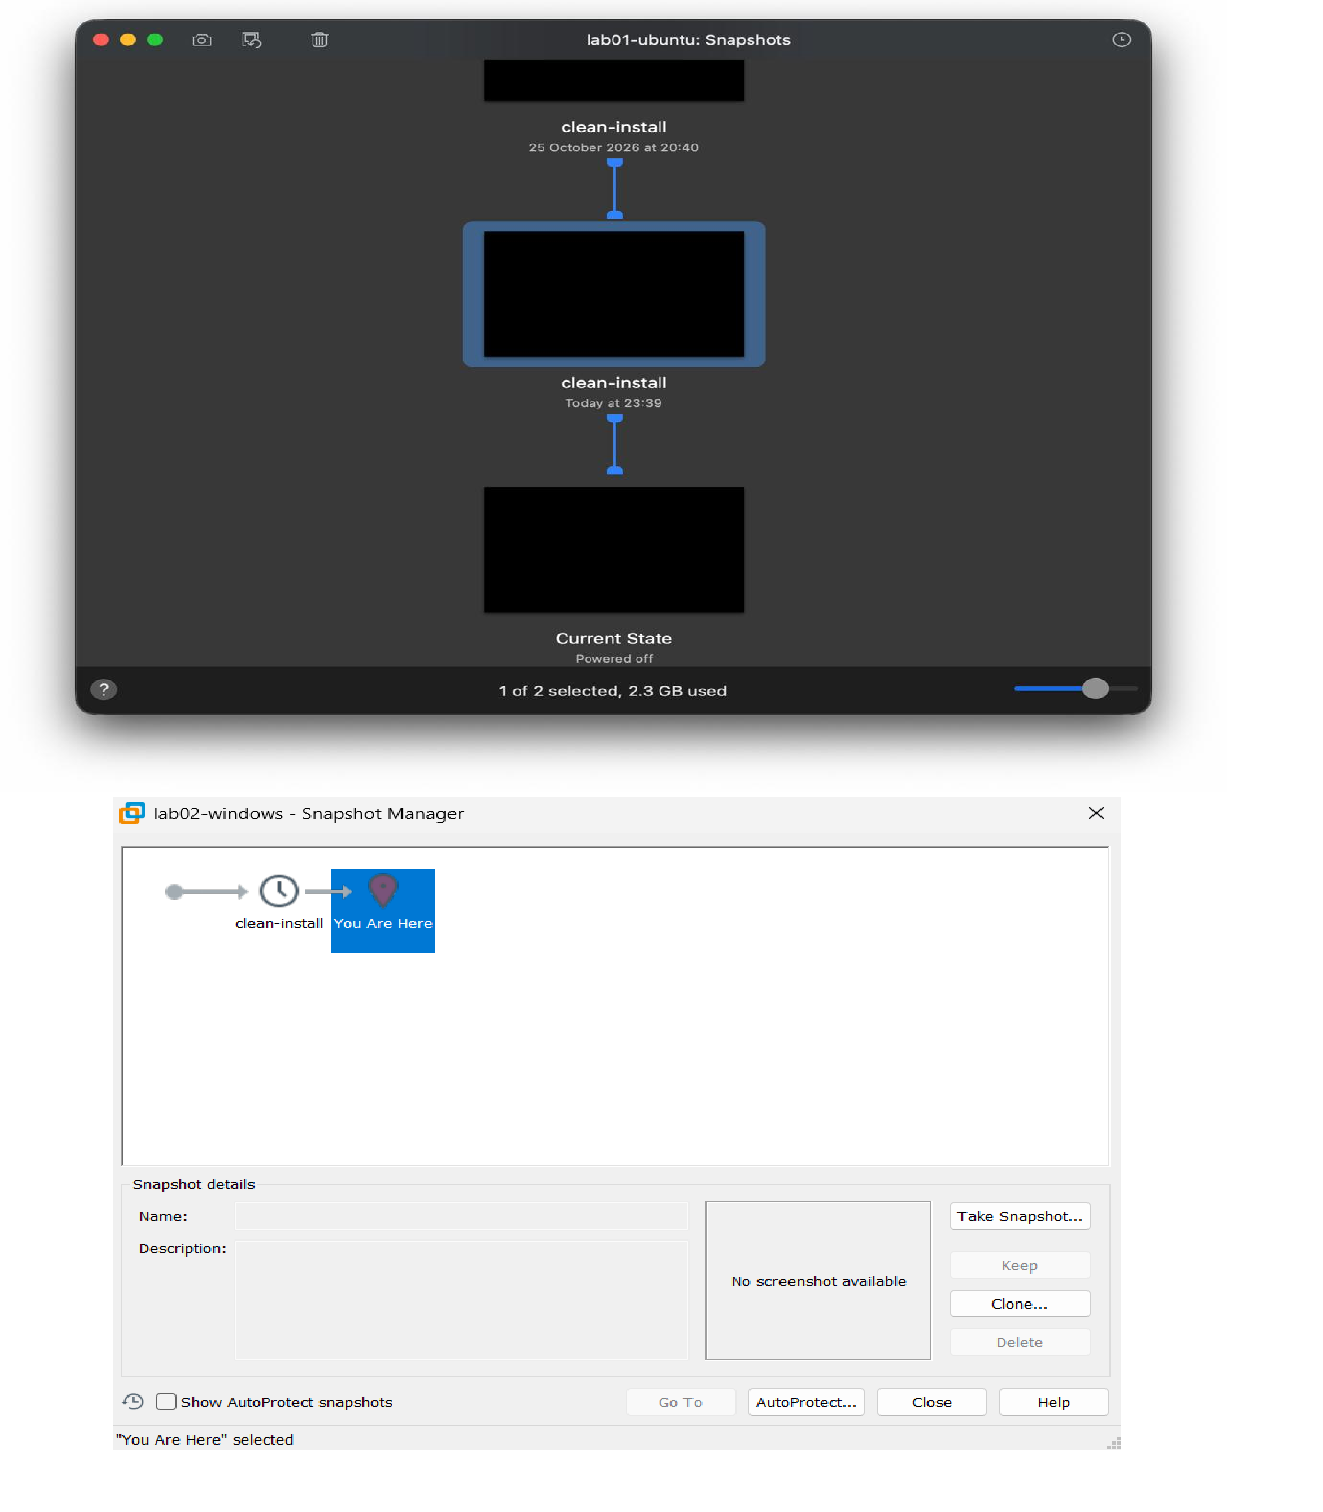 lab01-ubuntu: Snapshots
clean-install
25 October 2026 at 20:40
clean-install
Today at 23:39
Current State
Powered off
?
1 of 2 selected, 2.3 GB used
lab02-windows - Snapshot Manager
clean-install
You Are Here
Snapshot details
Name:
Description:
No screenshot available
Take Snapshot...
Keep
Clone...
Delete
Show AutoProtect snapshots
Go To
AutoProtect...
Close
Help
"You Are Here" selected